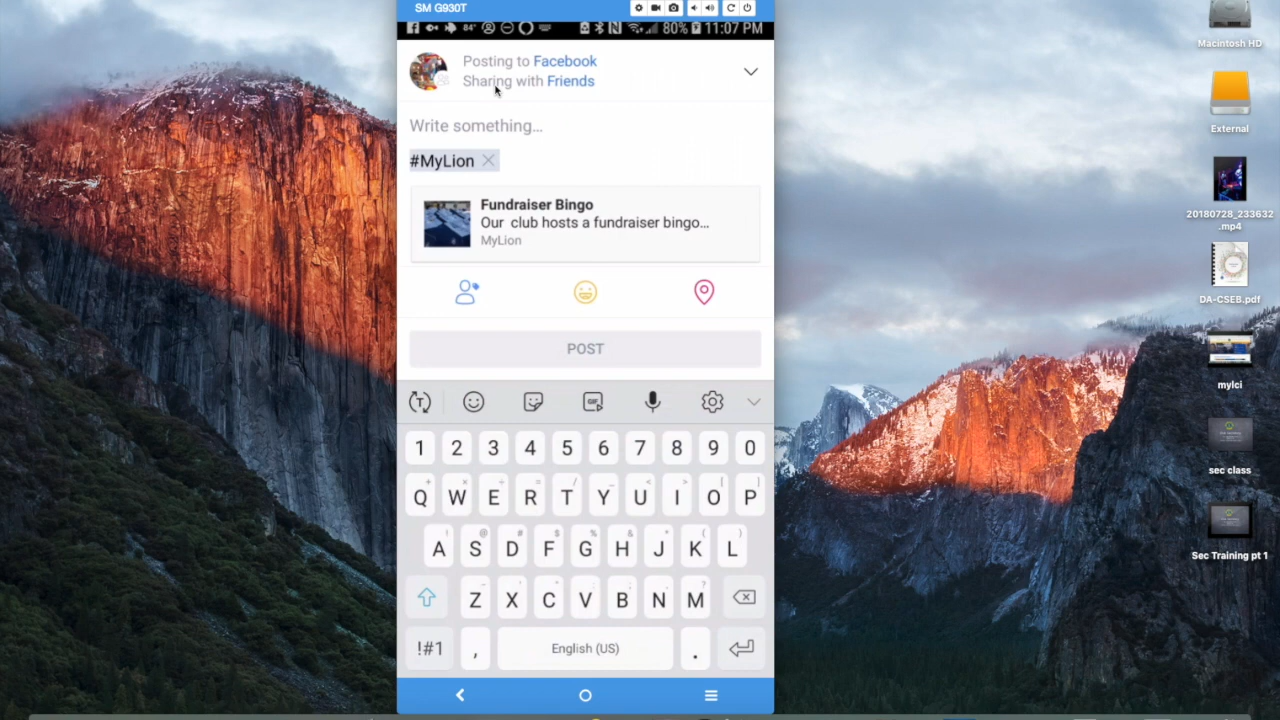 SM G930T
84° 80% 11:07 PM
Posting to Facebook
Sharing with Friends
Write something...
#MyLion
Fundraiser Bingo
Our club hosts a fundraiser bingo...
MyLion
POST
GIF
1 2 3 4 5 6 7 8 9 0
Q W E R T Y U I O P
A S D F G H J K L
Z X C V B N M
!#1 , English (US) .
Macintosh HD
External
20180728_233632
.mp4
DA-CSEB.pdf
mylci
sec class
Sec Training pt 1